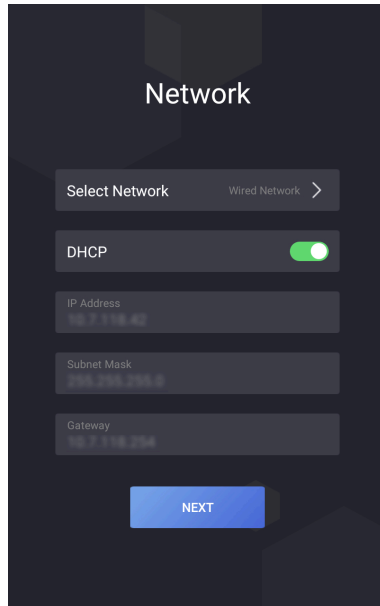 Network
Select Network
Wired Network
DHCP
IP Address
10.7.118.42
Subnet Mask
255.255.255.0
Gateway
10.7.118.254
NEXT